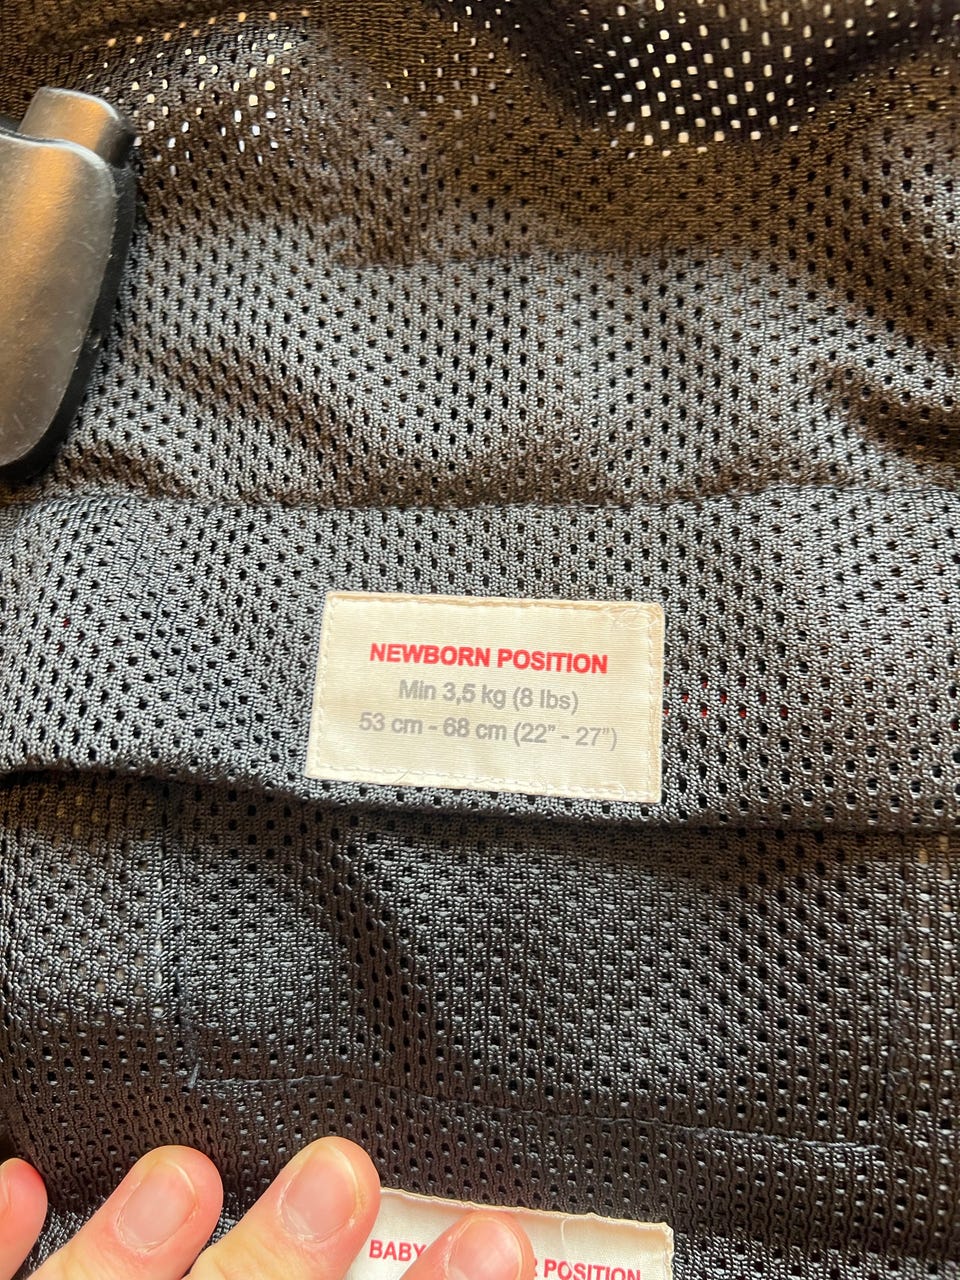 NEWBORN POSITION
Min 3,5 kg (8 lbs)
53 cm - 68 cm (22” - 27”)
BABY POSITION